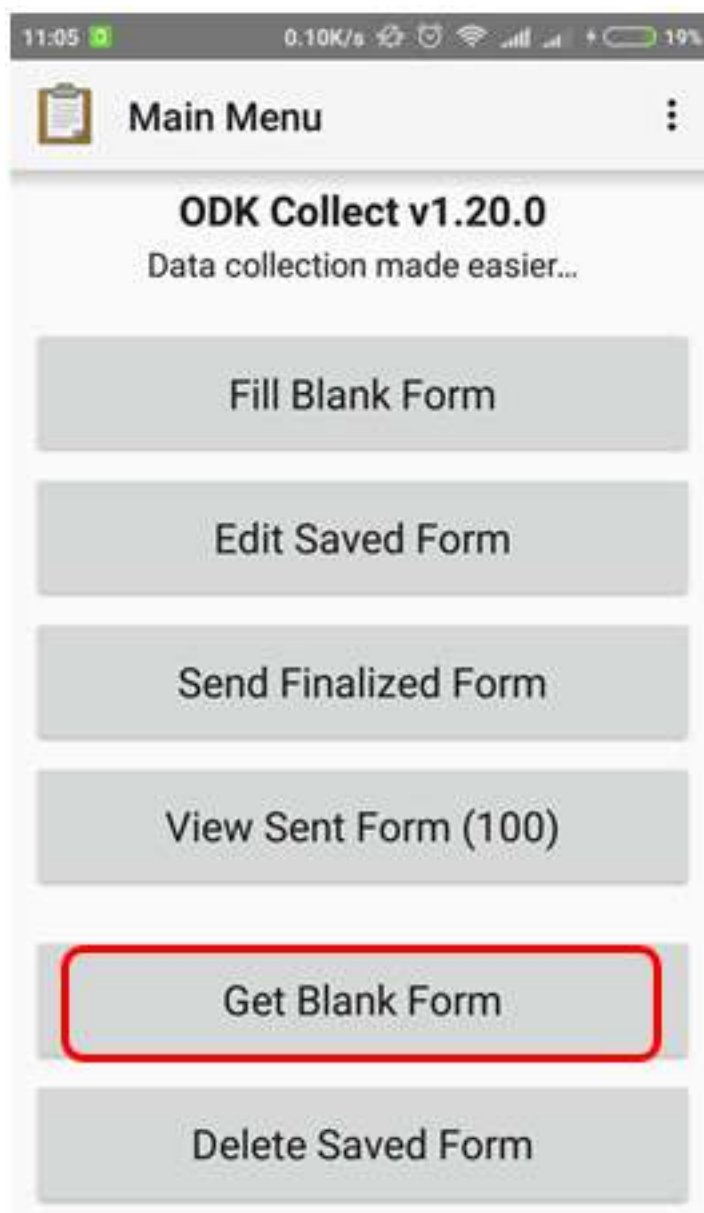 11:05 0.10K/s 19%
Main Menu
ODK Collect v1.20.0
Data collection made easier...
Fill Blank Form
Edit Saved Form
Send Finalized Form
View Sent Form (100)
Get Blank Form
Delete Saved Form